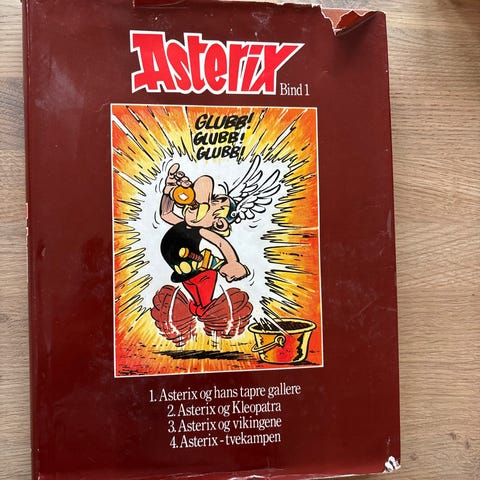 Asterix
Bind 1
GLUBB!
GLUBB!
GLUBB!
1. Asterix og hans tapre gallere
2. Asterix og Kleopatra
3. Asterix og vikingene
4. Asterix - tvekampen